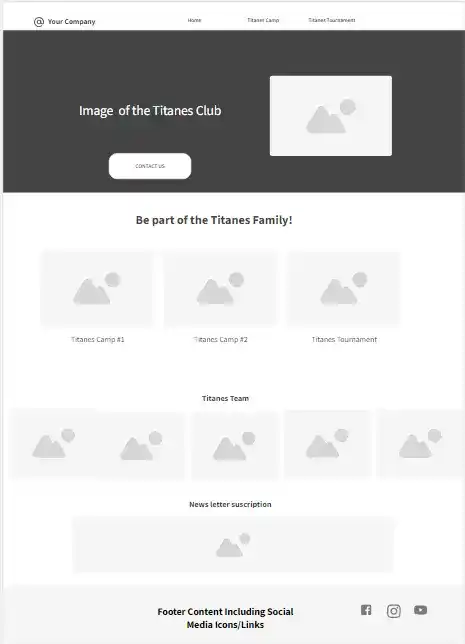 @ Your Company
Home
Titanes Camp
Titanes Tournament
Image of the Titanes Club
CONTACT US
Be part of the Titanes Family!
Titanes Camp #1
Titanes Camp #2
Titanes Tournament
Titanes Team
News letter suscription
Footer Content Including Social
Media Icons/Links